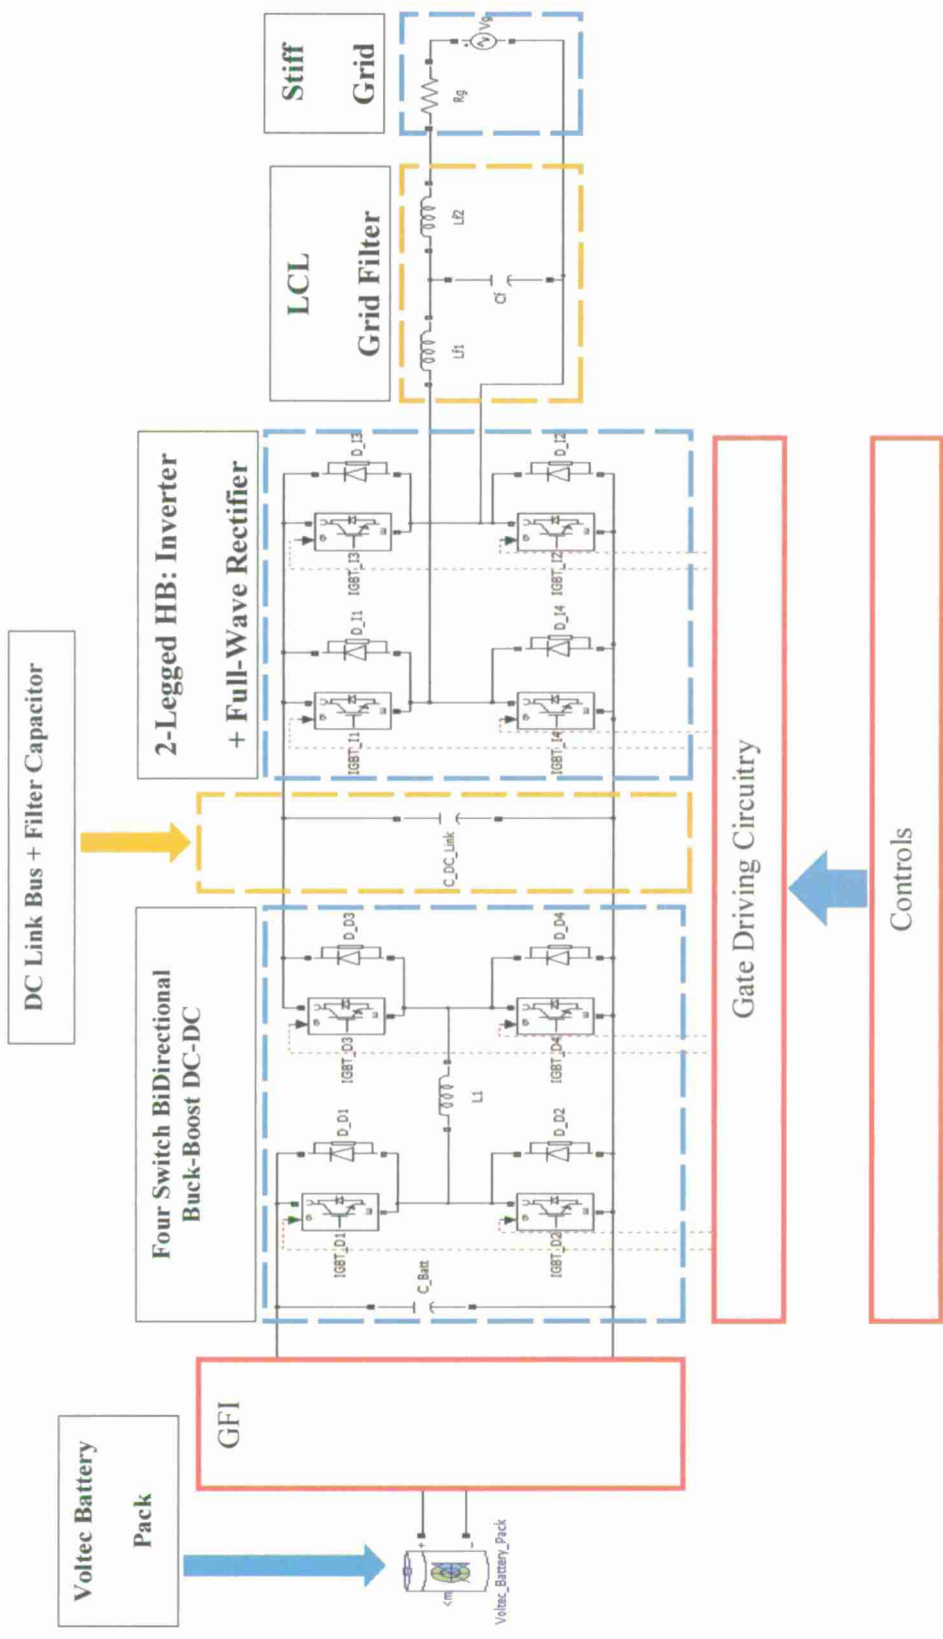 Voltec Battery
Pack
Four Switch BiDirectional
Buck-Boost DC-DC
DC Link Bus + Filter Capacitor
2-Legged HB: Inverter
+ Full-Wave Rectifier
LCL
Grid Filter
Stiff
Grid
+
-
<m
Voltec_Battery_Pack
GFI
C_Batt
IGBT_D1
D_D1
IGBT_D2
D_D2
L1
IGBT_D3
D_D3
IGBT_D4
D_D4
C_DC_Link
IGBT_I1
D_I1
IGBT_I4
D_I4
IGBT_I3
D_I3
IGBT_I2
D_I2
Lf1
Cf
Lf2
Rg
+
Vg
Gate Driving Circuitry
Controls